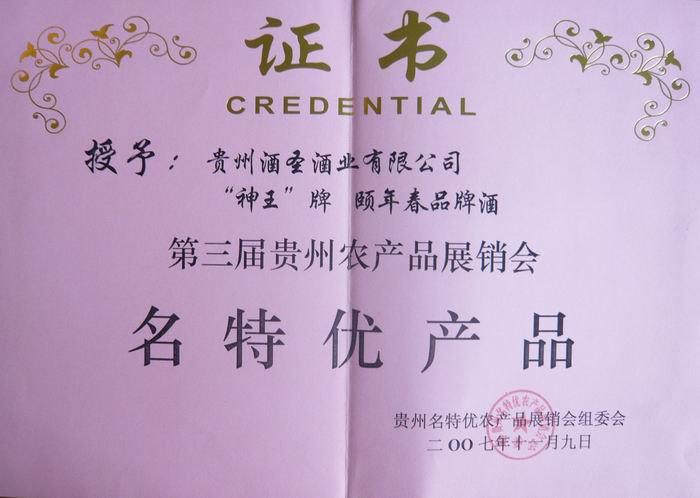 证书
CREDENTIAL
授予：贵州酒圣酒业有限公司
“神王”牌 颐年春品牌酒
第三届贵州农产品展销会
名特优产品
贵州名特优农产品展销会组委会
二OO七年十一月九日